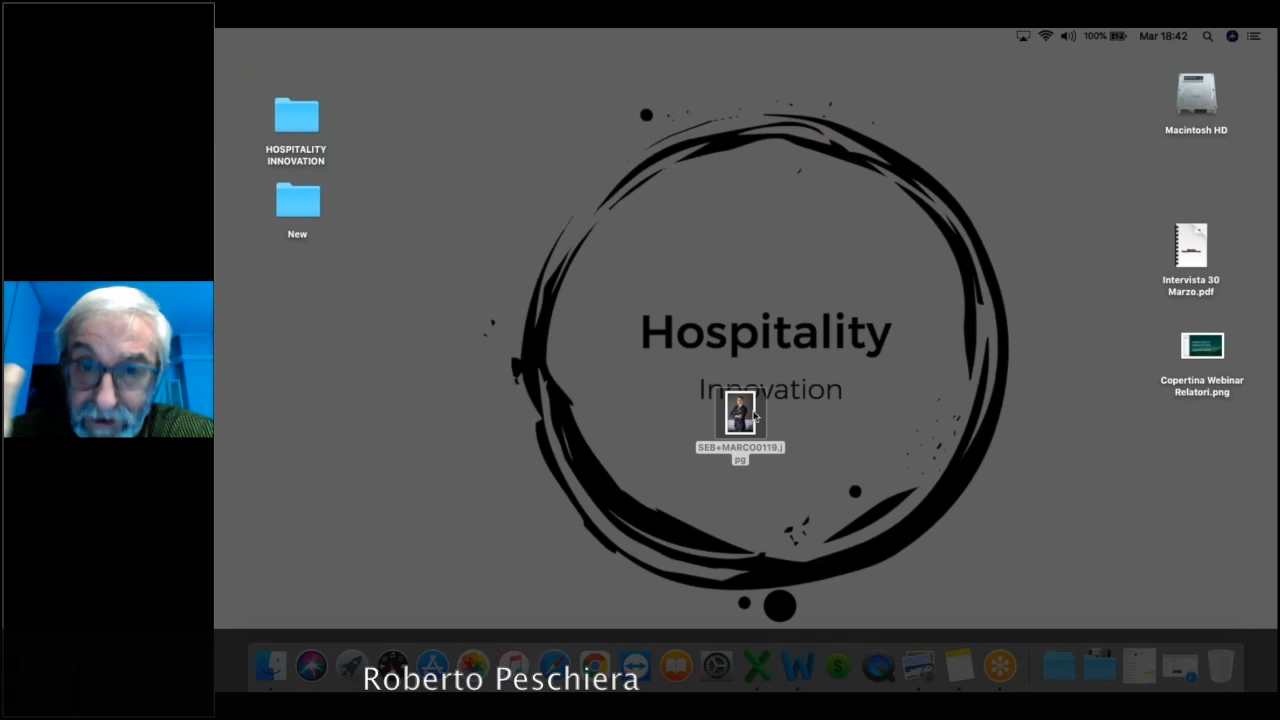 100%
Mar 18:42
HOSPITALITY
INNOVATION
New
Macintosh HD
Intervista 30
Marzo.pdf
Copertina Webinar
Relatori.png
Hospitality
Innovation
SEB+MARCO0119.j
pg
Roberto Peschiera